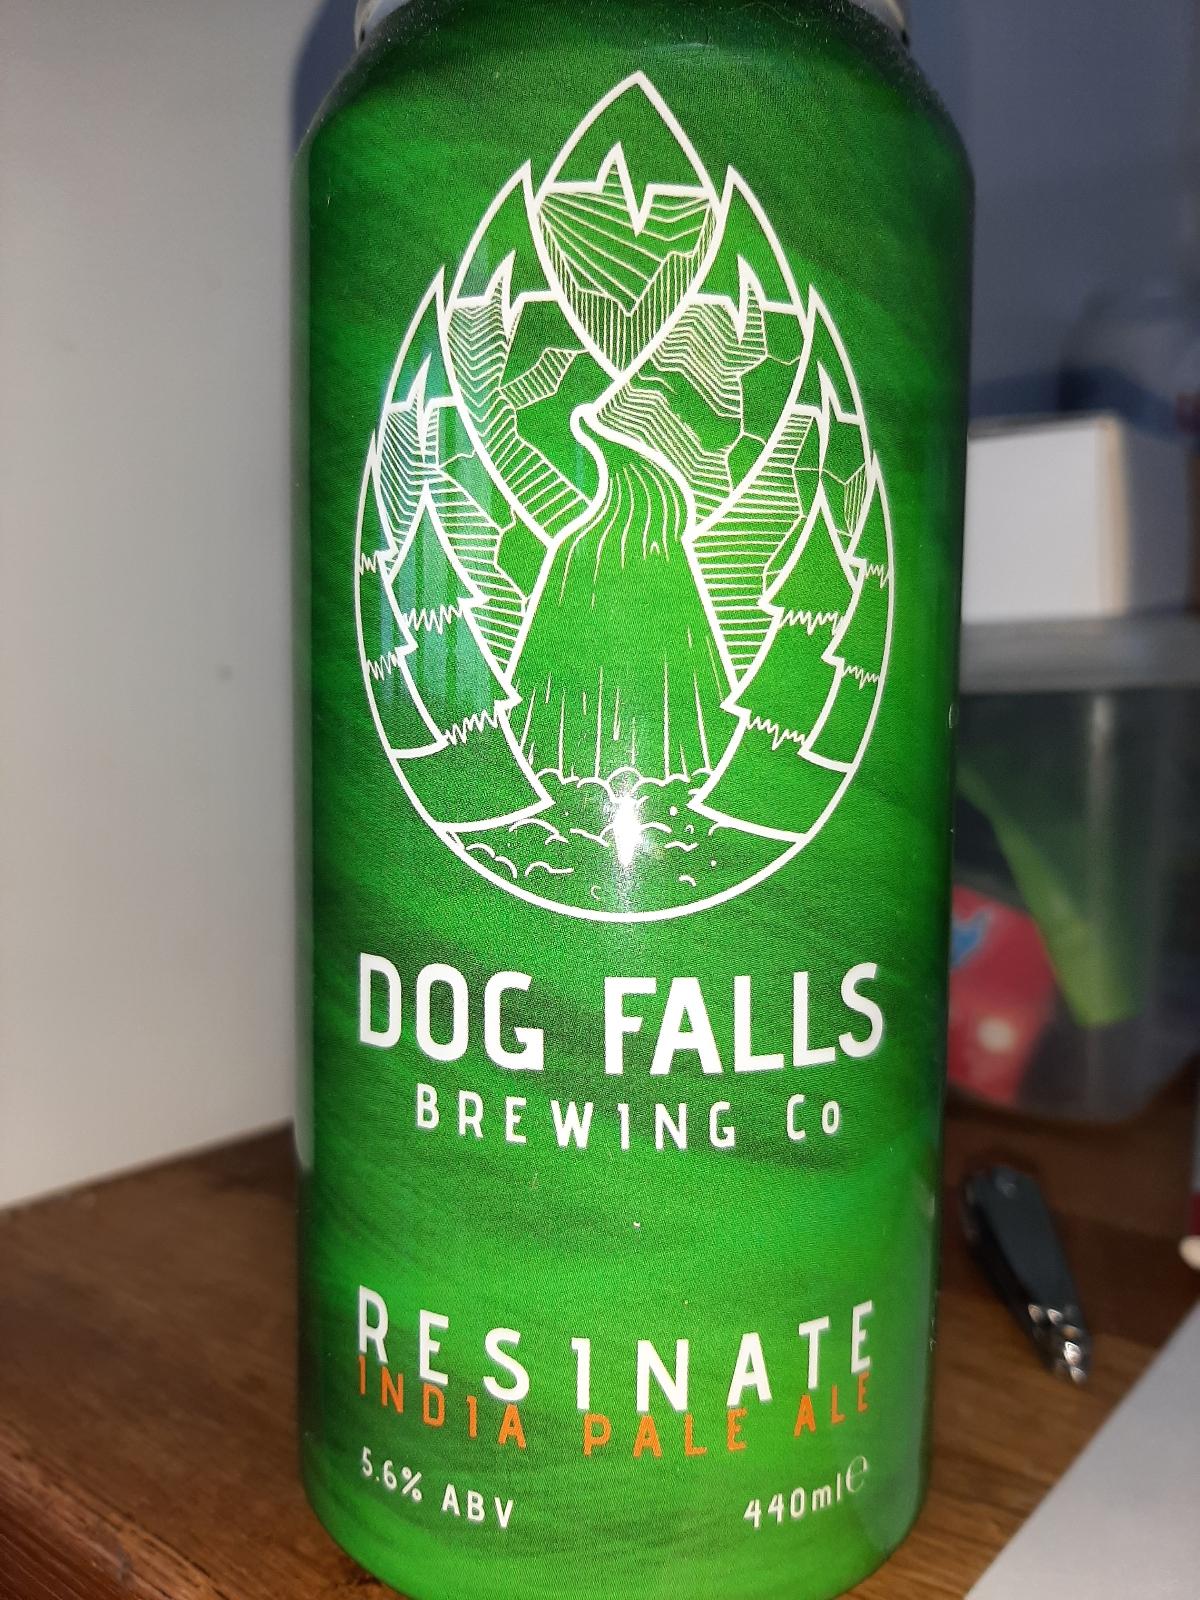 DOG FALLS
BREWING Co
RESINATE
INDIA PALE ALE
5.6% ABV
440ml℮